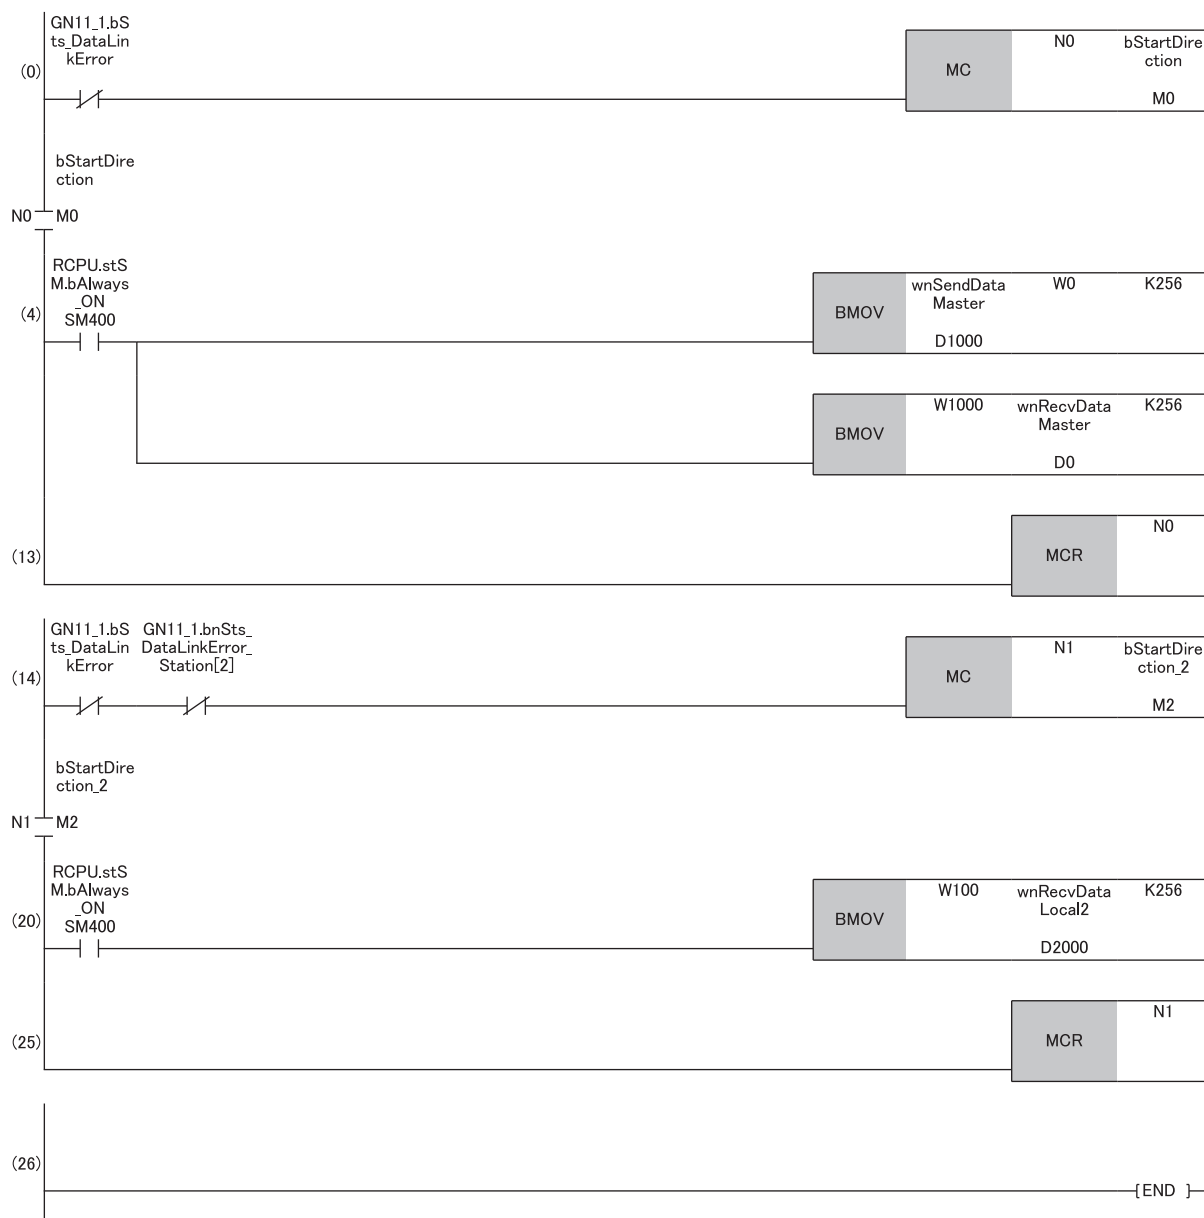 GN11_1.bS
ts_DataLin
kError
(0)
MC
N0
bStartDire
ction
M0
bStartDire
ction
N0
M0
RCPU.stS
M.bAlways
_ON
SM400
(4)
BMOV
wnSendData
Master
D1000
W0
K256
BMOV
W1000
wnRecvData
Master
D0
K256
(13)
MCR
N0
GN11_1.bS
ts_DataLin
kError
GN11_1.bnSts_
DataLinkError_
Station[2]
(14)
MC
N1
bStartDire
ction_2
M2
bStartDire
ction_2
N1
M2
RCPU.stS
M.bAlways
_ON
SM400
(20)
BMOV
W100
wnRecvData
Local2
D2000
K256
(25)
MCR
N1
(26)
[END ]